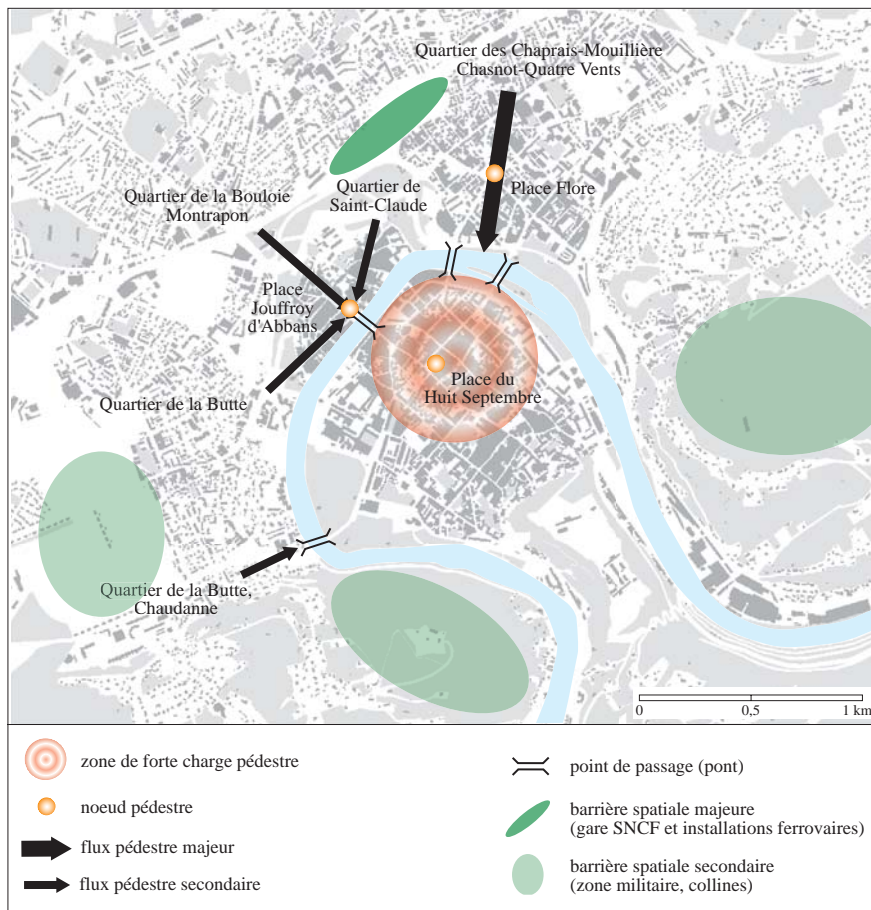 Quartier des Chaprais-Mouillière
Chasnot-Quatre Vents
Quartier de la Bouloie
Montrapon
Quartier de
Saint-Claude
Place Flore
Place
Jouffroy
d'Abbans
Place du
Huit Septembre
Quartier de la Butte
Quartier de la Butte,
Chaudanne
0 0,5 1 km
zone de forte charge pédestre
noeud pédestre
flux pédestre majeur
flux pédestre secondaire
point de passage (pont)
barrière spatiale majeure
(gare SNCF et installations ferrovaires)
barrière spatiale secondaire
(zone militaire, collines)